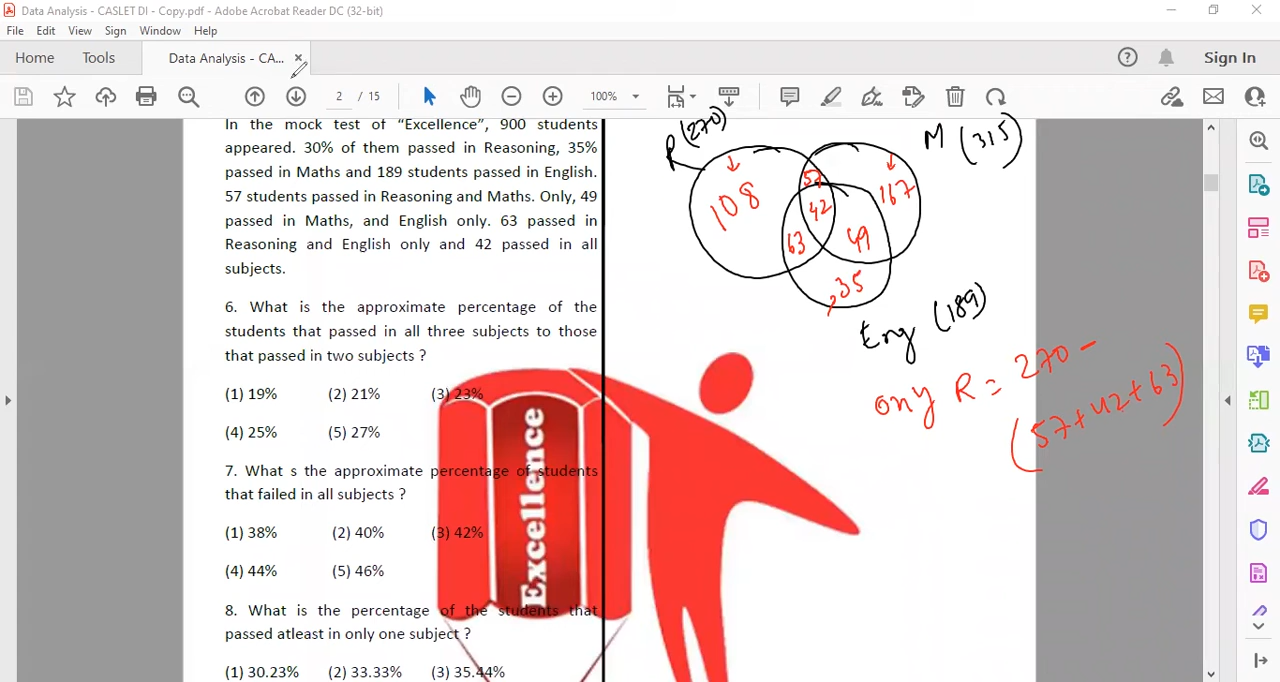 Data Analysis - CASLET DI - Copy.pdf - Adobe Acrobat Reader DC (32-bit)
File Edit View Sign Window Help
Home Tools Data Analysis - CA... Sign In
2 / 15 100%
In the mock test of “Excellence”, 900 students
appeared. 30% of them passed in Reasoning, 35%
passed in Maths and 189 students passed in English.
57 students passed in Reasoning and Maths. Only, 49
passed in Maths, and English only. 63 passed in
Reasoning and English only and 42 passed in all
subjects.
6. What is the approximate percentage of the
students that passed in all three subjects to those
that passed in two subjects ?
(1) 19% (2) 21% (3) 23%
(4) 25% (5) 27%
7. What s the approximate percentage of students
that failed in all subjects ?
(1) 38% (2) 40% (3) 42%
(4) 44% (5) 46%
8. What is the percentage of the students that
passed atleast in only one subject ?
(1) 30.23% (2) 33.33% (3) 35.44%
Excellence
R (270)
M (315)
108
57
167
42
63
49
35
Eng (189)
ony R = 270 -
(57+42+63)